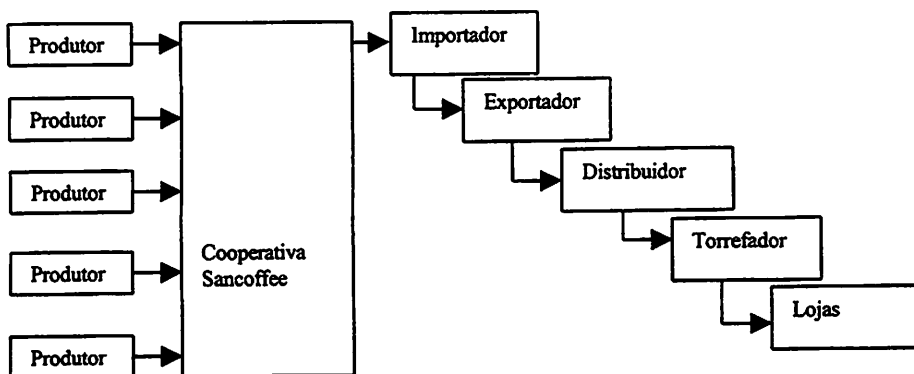 Produtor
Produtor
Produtor
Produtor
Produtor
Cooperativa
Sancoffee
Importador
Exportador
Distribuidor
Torrefador
Lojas